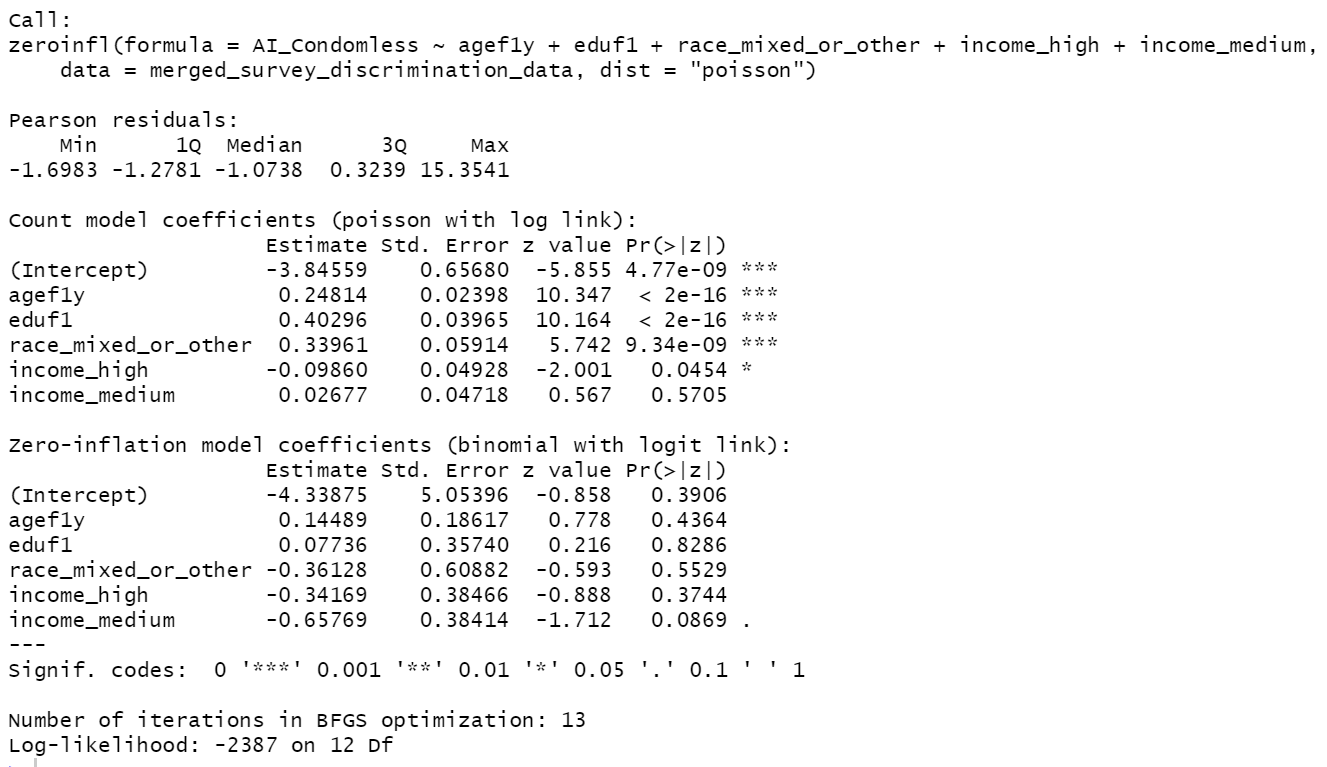 Call:
zeroinfl(formula = AI_Condomless ~ agef1y + eduf1 + race_mixed_or_other + income_high + income_medium,
    data = merged_survey_discrimination_data, dist = "poisson")

Pearson residuals:
    Min      1Q  Median      3Q     Max
-1.6983 -1.2781 -1.0738  0.3239 15.3541

Count model coefficients (poisson with log link):
                    Estimate Std. Error z value Pr(>|z|)
(Intercept)         -3.84559    0.65680  -5.855 4.77e-09 ***
agef1y               0.24814    0.02398  10.347  < 2e-16 ***
eduf1                0.40296    0.03965  10.164  < 2e-16 ***
race_mixed_or_other  0.33961    0.05914   5.742 9.34e-09 ***
income_high         -0.09860    0.04928  -2.001   0.0454 *
income_medium        0.02677    0.04718   0.567   0.5705

Zero-inflation model coefficients (binomial with logit link):
                    Estimate Std. Error z value Pr(>|z|)
(Intercept)         -4.33875    5.05396  -0.858   0.3906
agef1y               0.14489    0.18617   0.778   0.4364
eduf1                0.07736    0.35740   0.216   0.8286
race_mixed_or_other -0.36128    0.60882  -0.593   0.5529
income_high         -0.34169    0.38466  -0.888   0.3744
income_medium       -0.65769    0.38414  -1.712   0.0869 .
---
Signif. codes:  0 '***' 0.001 '**' 0.01 '*' 0.05 '.' 0.1 ' ' 1

Number of iterations in BFGS optimization: 13
Log-likelihood: -2387 on 12 Df